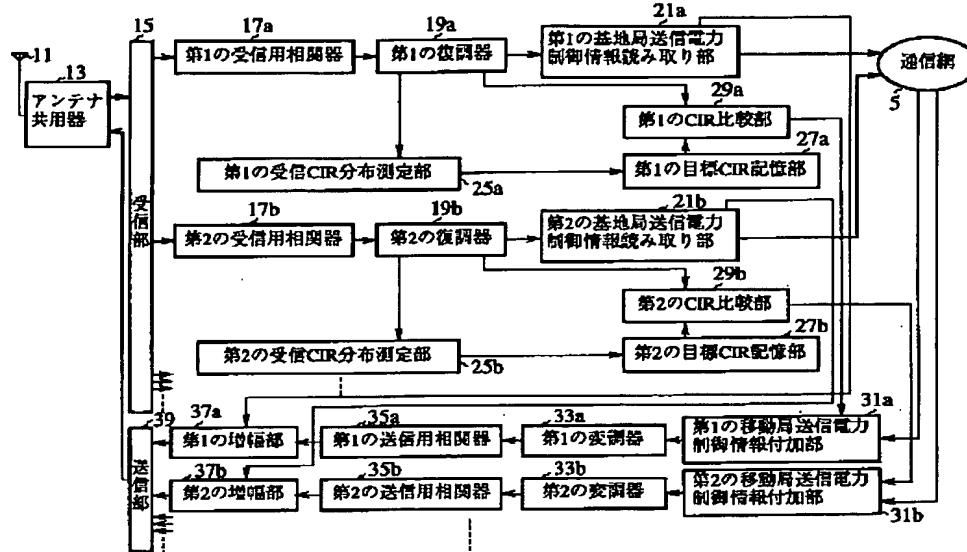 11
13
アンテナ
共用器
15
受信部
17a
第1の受信用相関器
19a
第1の復調器
21a
第1の基地局送信電力
制御情報読み取り部
通信網
5
29a
第1のCIR比較部
27a
第1の目標CIR記憶部
第1の受信CIR分布測定部
25a
17b
第2の受信用相関器
19b
第2の復調器
21b
第2の基地局送信電力
制御情報読み取り部
29b
第2のCIR比較部
27b
第2の目標CIR記憶部
第2の受信CIR分布測定部
25b
39
送信部
37a
第1の増幅部
35a
第1の送信用相関器
33a
第1の変調器
31a
第1の移動局送信電力
制御情報付加部
37b
第2の増幅部
35b
第2の送信用相関器
33b
第2の変調器
第2の移動局送信電力
制御情報付加部
31b